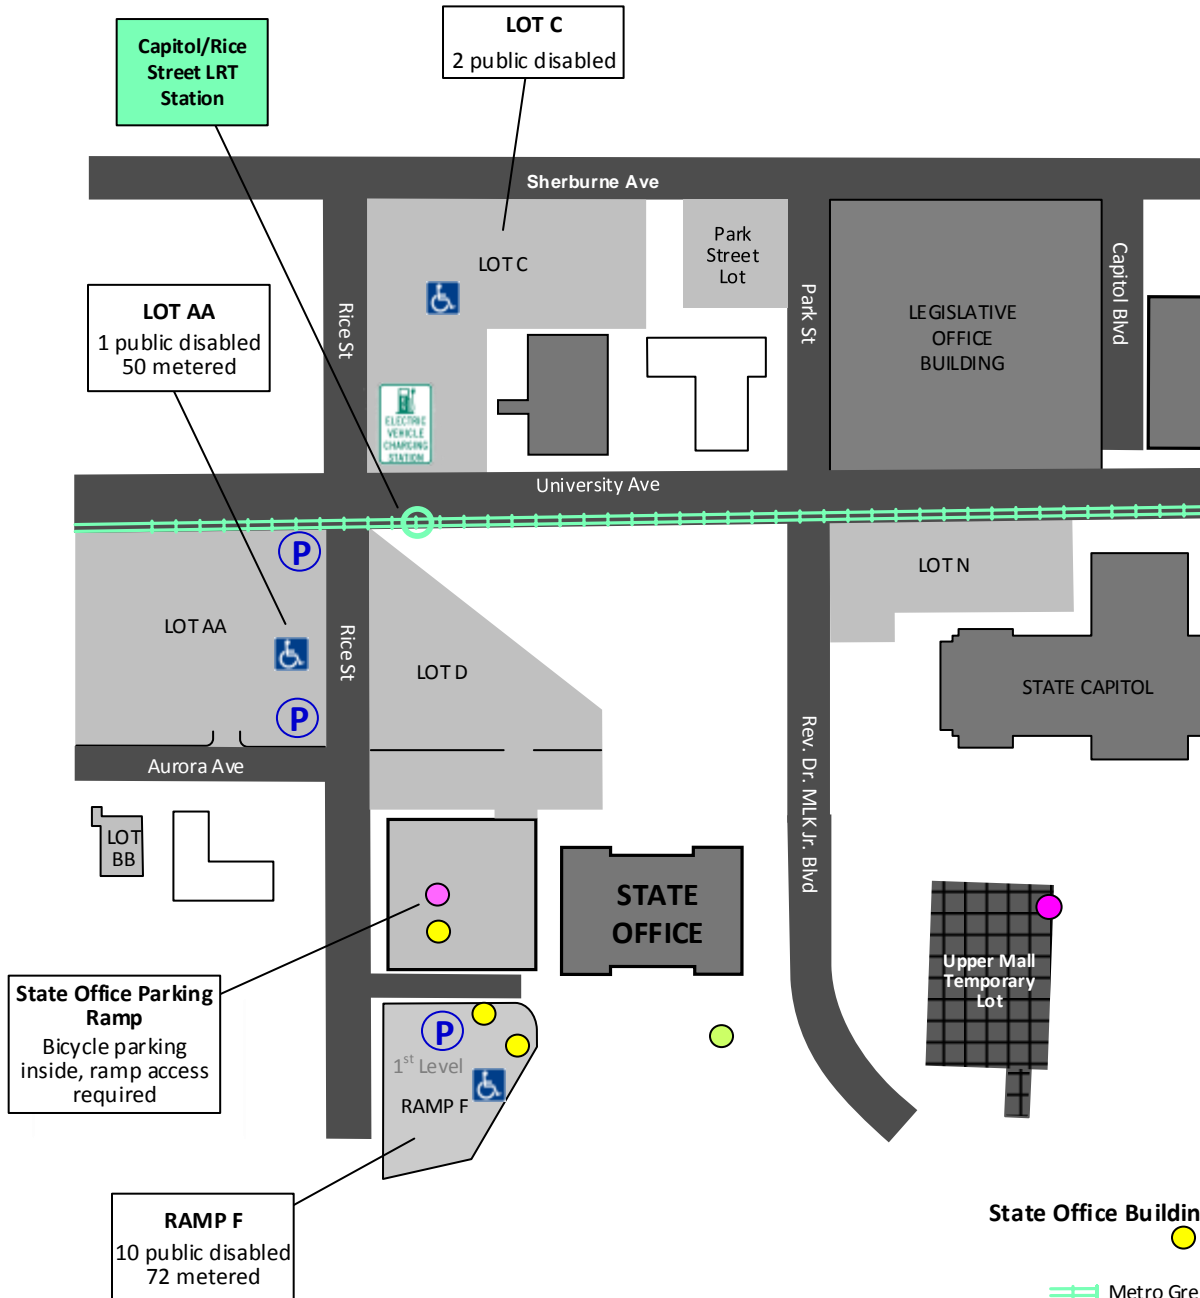 Capitol/Rice
Street LRT
Station
LOT C
2 public disabled
Sherburne Ave
LOT C
Park
Street
Lot
Rice St
Park St
LEGISLATIVE
OFFICE
BUILDING
Capitol Blvd
LOT AA
1 public disabled
50 metered
ELECTRIC
VEHICLE
CHARGING
STATION
University Ave
P
LOT AA
Rice St
LOT D
LOT N
STATE CAPITOL
P
Aurora Ave
Rev. Dr. MLK Jr. Blvd
LOT
BB
STATE
OFFICE
Upper Mall
Temporary
Lot
State Office Parking
Ramp
Bicycle parking
inside, ramp access
required
P
1st Level
RAMP F
RAMP F
10 public disabled
72 metered
State Office Buildin
Metro Gre